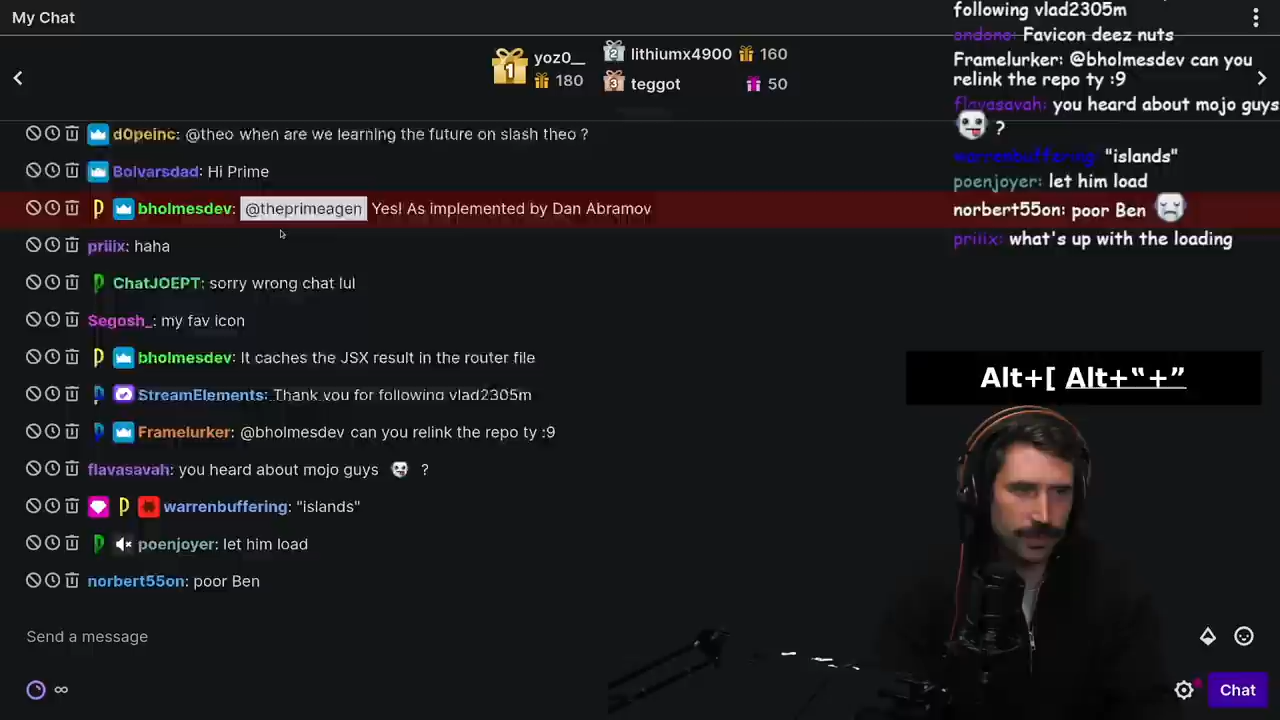 My Chat
yoz0__
180
lithiumx4900 160
teggot 50
d0peinc: @theo when are we learning the future on slash theo ?
Bolvarsdad: Hi Prime
bholmesdev: @theprimeagen Yes! As implemented by Dan Abramov
priiix: haha
ChatJOEPT: sorry wrong chat lul
Segosh_: my fav icon
bholmesdev: It caches the JSX result in the router file
StreamElements: Thank you for following vlad2305m
Framelurker: @bholmesdev can you relink the repo ty :9
flavasavah: you heard about mojo guys ?
warrenbuffering: "islands"
poenjoyer: let him load
norbert55on: poor Ben
Send a message
∞
Chat
following vlad2305m
ondono: Favicon deez nuts
Framelurker: @bholmesdev can you
relink the repo ty :9
flavasavah: you heard about mojo guys
?
warrenbuffering: "islands"
poenjoyer: let him load
norbert55on: poor Ben
priiix: what's up with the loading
Alt+[ Alt+“+”